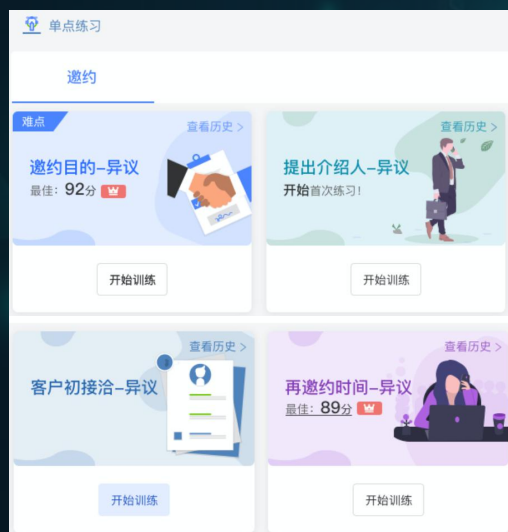 单点练习
邀约
难点
查看历史 >
邀约目的–异议
最佳：92分
开始训练
查看历史 >
提出介绍人–异议
开始首次练习！
开始训练
查看历史 >
客户初接洽–异议
开始训练
查看历史 >
再邀约时间–异议
最佳：89分
开始训练